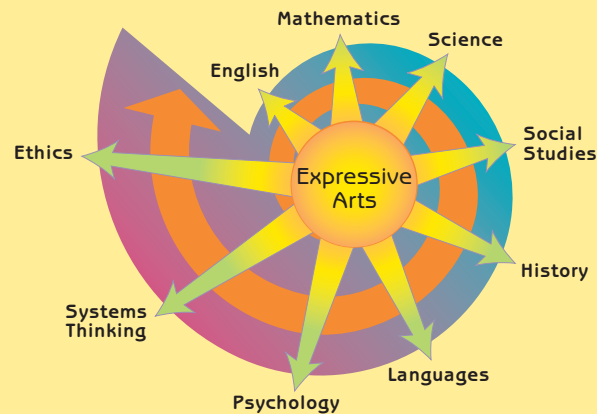 Mathematics
Science
English
Social
Studies
Ethics
Expressive
Arts
History
Systems
Thinking
Languages
Psychology